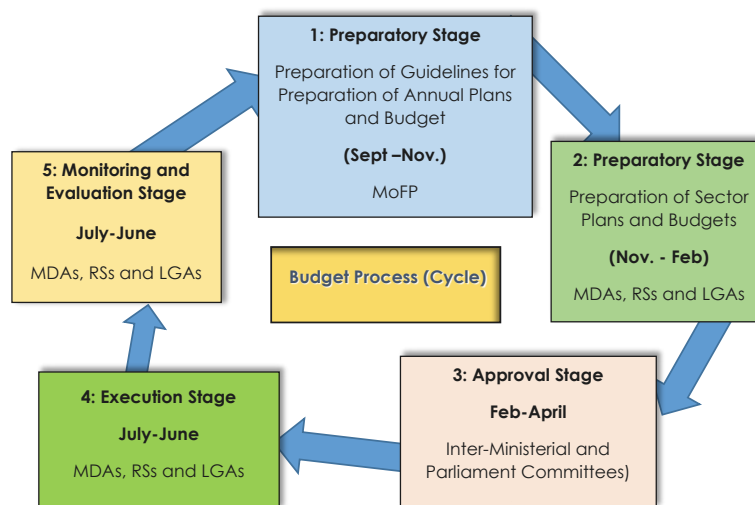 1: Preparatory Stage
Preparation of Guidelines for
Preparation of Annual Plans
and Budget
(Sept –Nov.)
MoFP
2: Preparatory Stage
Preparation of Sector
Plans and Budgets
(Nov. - Feb)
MDAs, RSs and LGAs
3: Approval Stage
Feb-April
Inter-Ministerial and
Parliament Committees)
4: Execution Stage
July-June
MDAs, RSs and LGAs
5: Monitoring and
Evaluation Stage
July-June
MDAs, RSs and LGAs
Budget Process (Cycle)